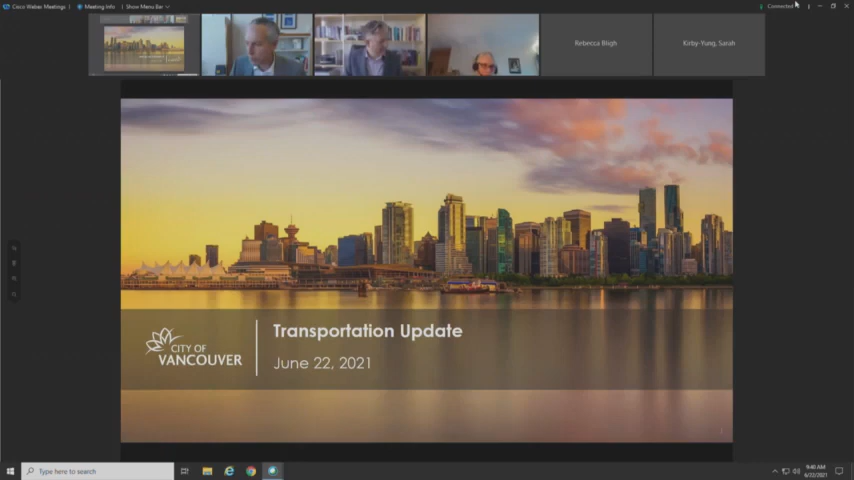 Cisco Webex Meetings
Meeting Info
Show Menu Bar
Connected
Rebecca Bligh
Kirby-Yung, Sarah
CITY OF
VANCOUVER
Transportation Update
June 22, 2021
Type here to search
9:40 AM
6/22/2021